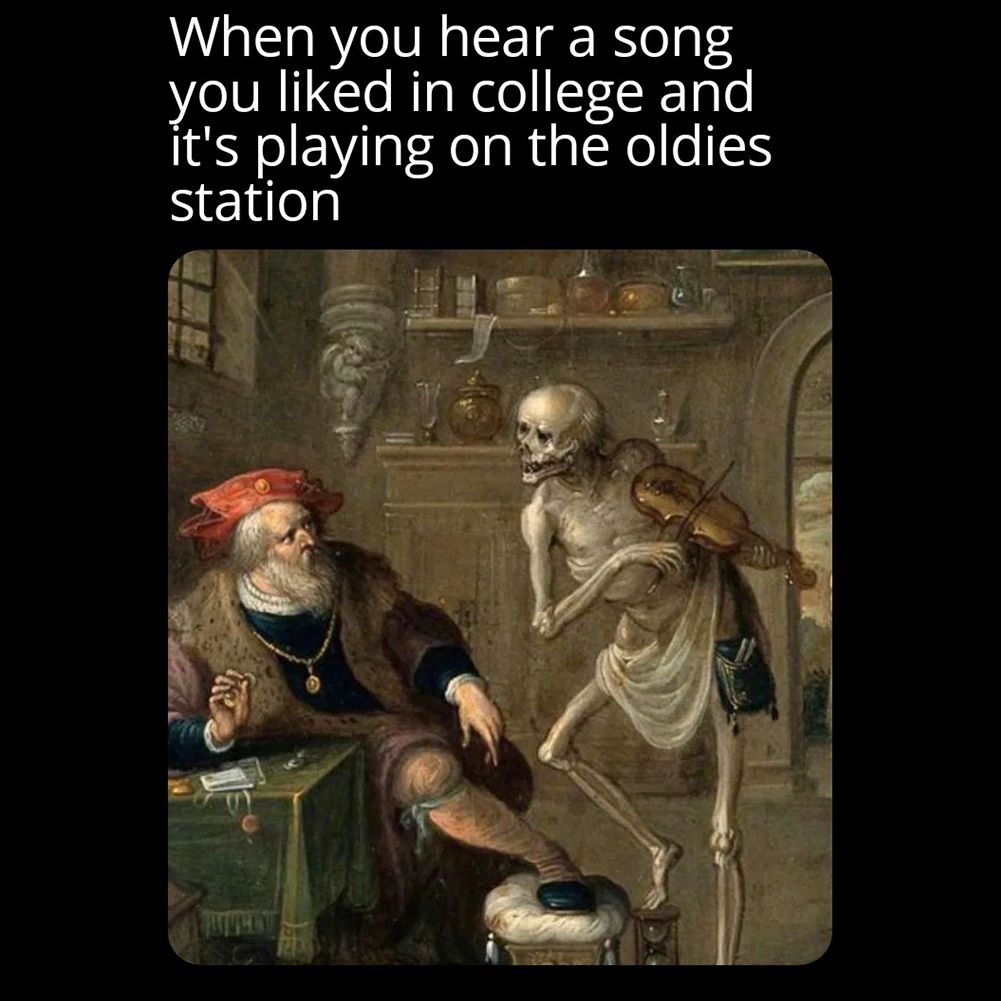 When you hear a song
you liked in college and
it's playing on the oldies
station